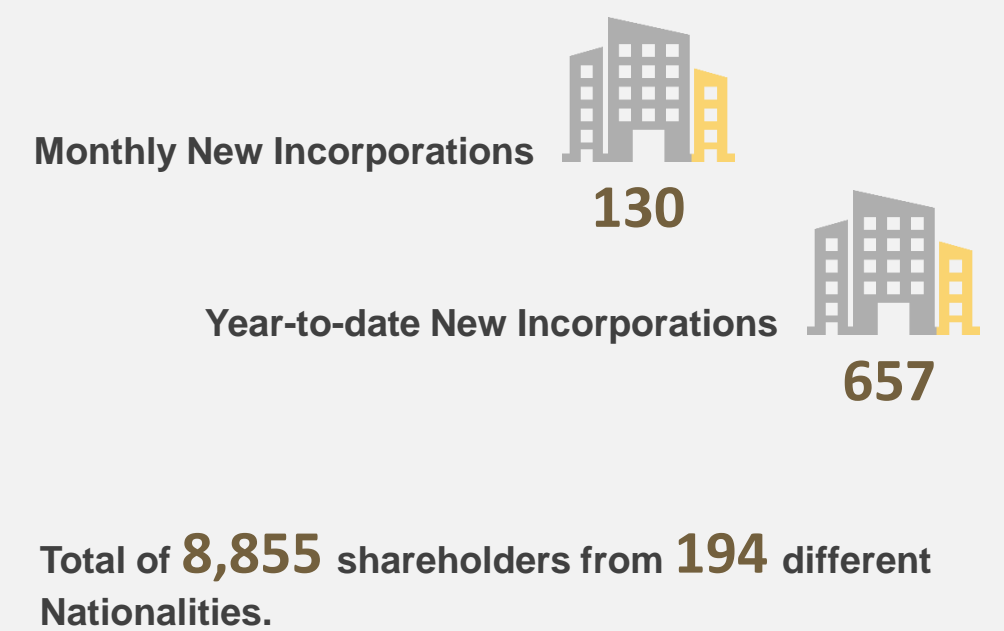 Monthly New Incorporations
130
Year-to-date New Incorporations
657
Total of 8,855 shareholders from 194 different
Nationalities.